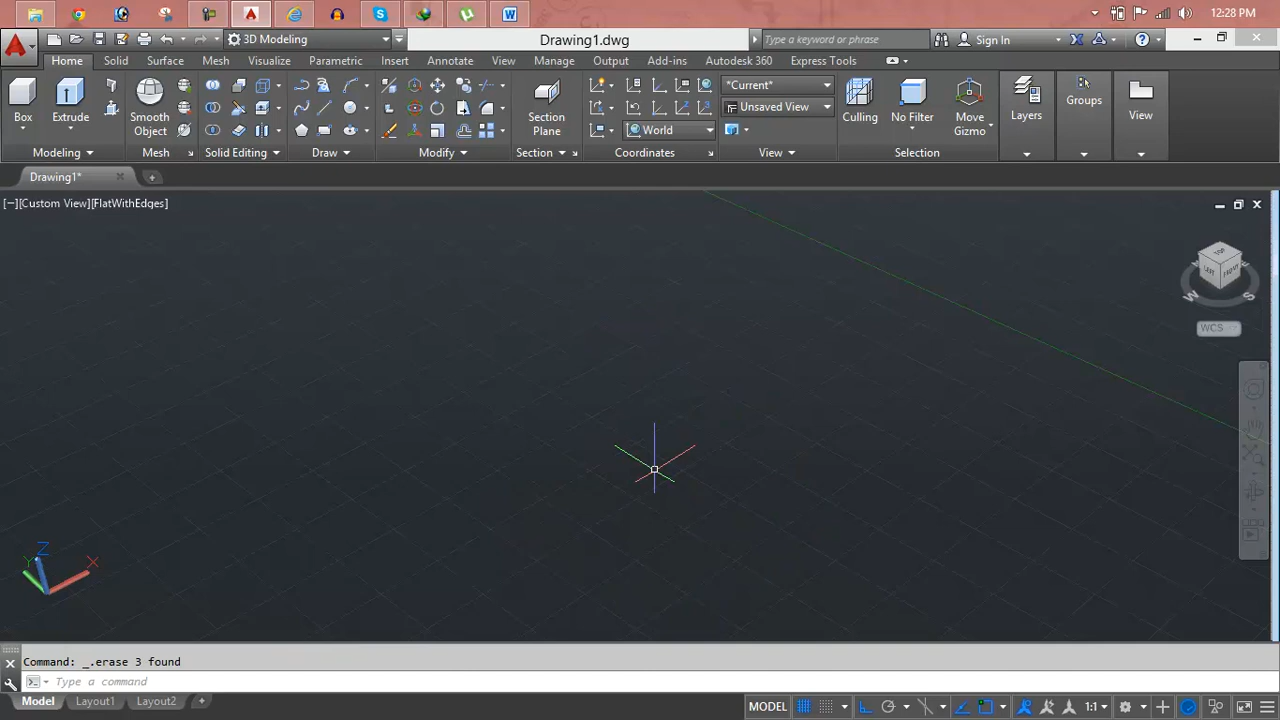 12:28 PM
3D Modeling
Drawing1.dwg
Type a keyword or phrase
Sign In
Home Solid Surface Mesh Visualize Parametric Insert Annotate View Manage Output Add-ins Autodesk 360 Express Tools
Box
Extrude
Smooth
Object
Section
Plane
*Current*
Unsaved View
World
Culling
No Filter
Move
Gizmo
Layers
Groups
View
Modeling
Mesh
Solid Editing
Draw
Modify
Section
Coordinates
View
Selection
Drawing1*
[−][Custom View][FlatWithEdges]
TOP
LEFT
FRONT
W
S
WCS
Z
Y
X
Command: _.erase 3 found
Type a command
Model Layout1 Layout2 +
MODEL
1:1